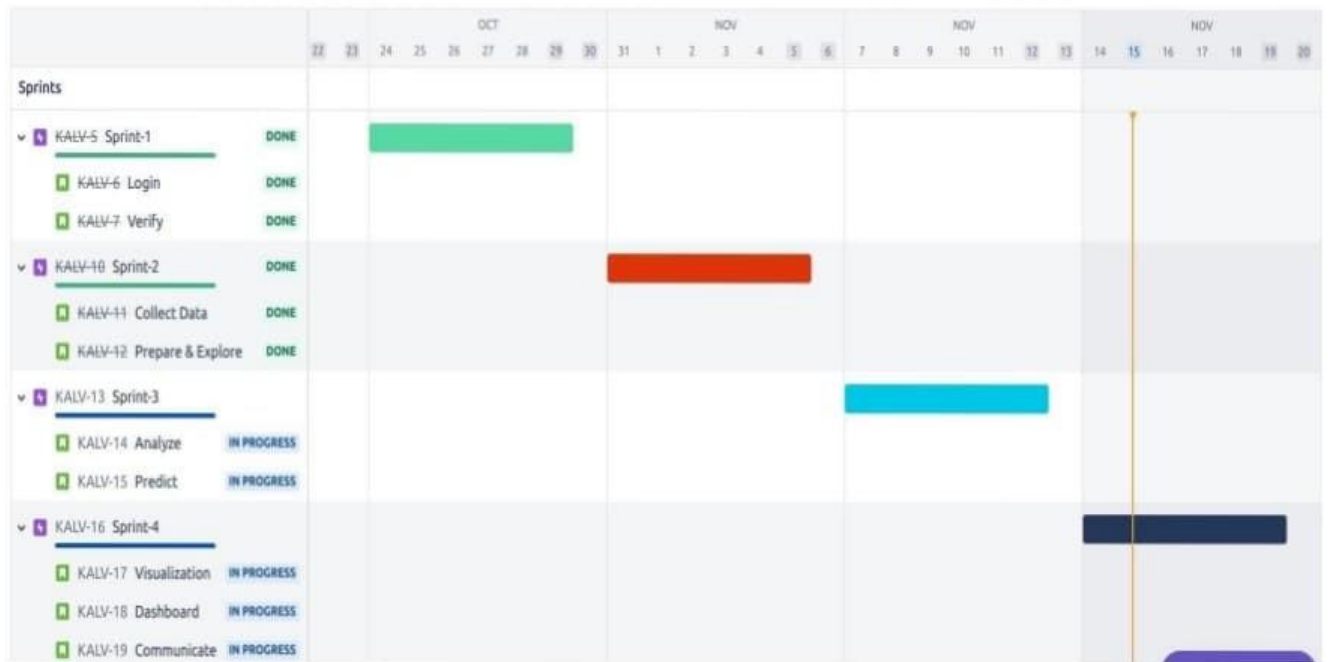 OCT NOV NOV NOV
22 23 24 25 26 27 28 29 30 31 1 2 3 4 5 6 7 8 9 10 11 12 13 14 15 16 17 18 19 20
Sprints
KALV-5 Sprint-1 DONE
KALV-6 Login DONE
KALV-7 Verify DONE
KALV-10 Sprint-2 DONE
KALV-11 Collect Data DONE
KALV-12 Prepare & Explore DONE
KALV-13 Sprint-3
KALV-14 Analyze IN PROGRESS
KALV-15 Predict IN PROGRESS
KALV-16 Sprint-4
KALV-17 Visualization IN PROGRESS
KALV-18 Dashboard IN PROGRESS
KALV-19 Communicate IN PROGRESS